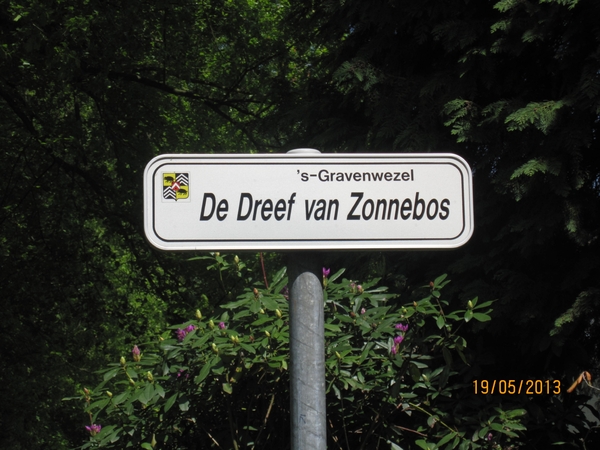 's-Gravenwezel
De Dreef van Zonnebos
19/05/2013